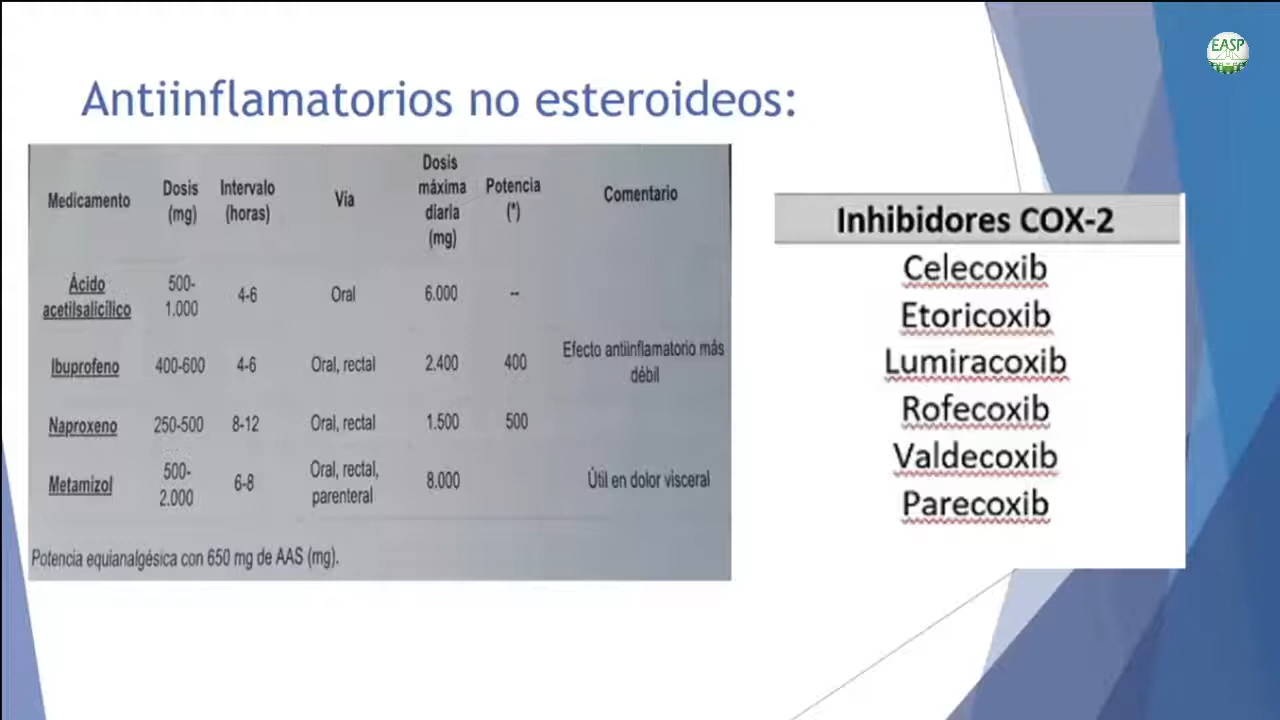 EASP
Antiinflamatorios no esteroideos:
Medicamento Dosis (mg) Intervalo (horas) Vía Dosis máxima diaria (mg) Potencia (*) Comentario
Ácido acetilsalicílico 500-1.000 4-6 Oral 6.000 --
Ibuprofeno 400-600 4-6 Oral, rectal 2.400 400 Efecto antiinflamatorio más débil
Naproxeno 250-500 8-12 Oral, rectal 1.500 500
Metamizol 500-2.000 6-8 Oral, rectal, parenteral 8.000 Útil en dolor visceral
Potencia equianalgésica con 650 mg de AAS (mg).
Inhibidores COX-2
Celecoxib
Etoricoxib
Lumiracoxib
Rofecoxib
Valdecoxib
Parecoxib